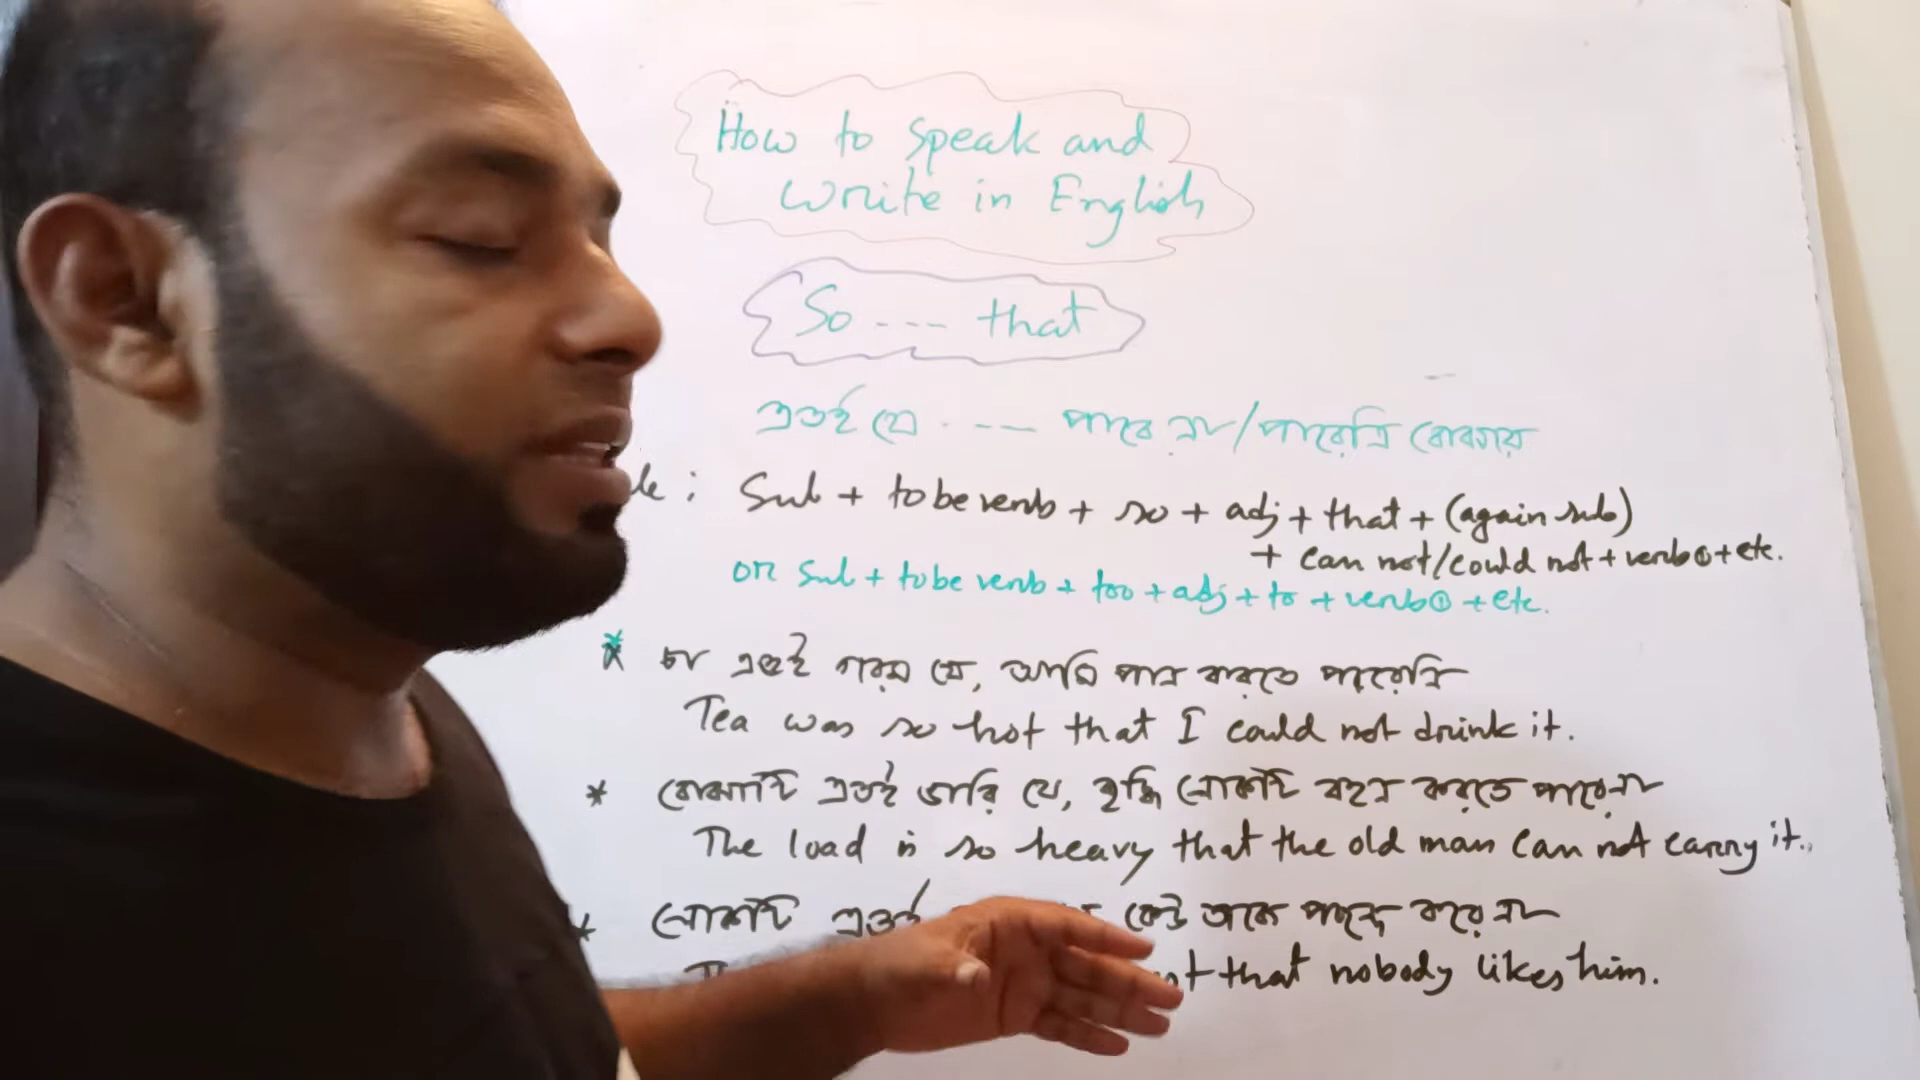 How to speak and
write in English
So ---- that
এতই যে ---- পারে না/পারেনি বোঝায়
Sub + to be verb + so + adj + that + (again sub)
+ can not/could not + verb① + etc.
or sub + to be verb + too + adj + to + verb① + etc.
* চা এতই গরম যে, আমি পান করতে পারেনি
Tea was so hot that I could not drink it.
* বোঝাটি এতই ভারি যে, বৃদ্ধ লোকটি বহন করতে পারেনা
The load is so heavy that the old man can not carry it.
* লোকটি এতই কেউ তাকে পছন্দ করে না
that nobody likes him.